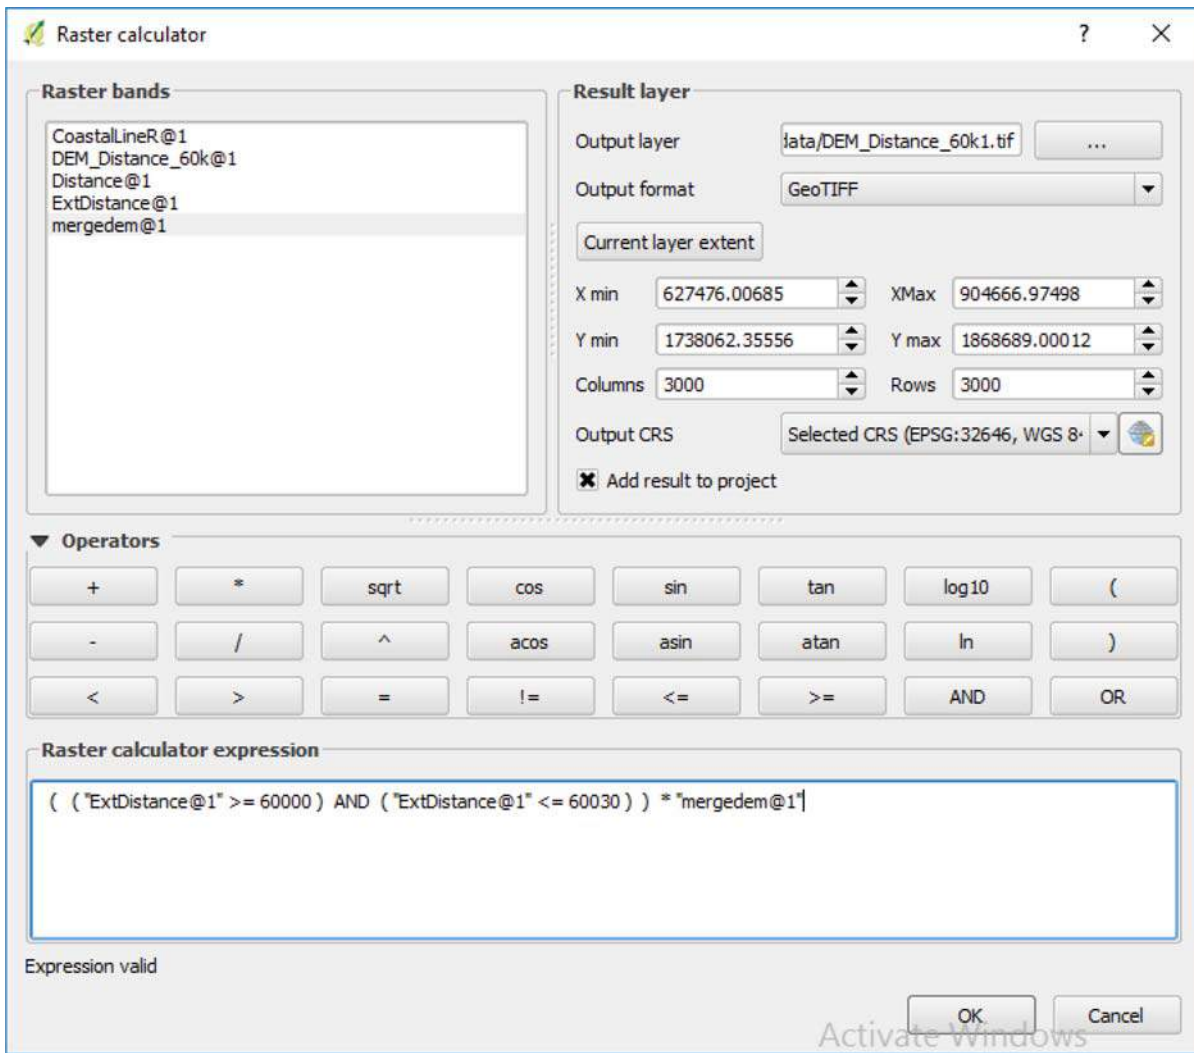 Raster calculator
?
Raster bands
CoastalLineR@1
DEM_Distance_60k@1
Distance@1
ExtDistance@1
mergedem@1
Result layer
Output layer data/DEM_Distance_60k1.tif ...
Output format GeoTIFF
Current layer extent
X min 627476.00685 XMax 904666.97498
Y min 1738062.35556 Y max 1868689.00012
Columns 3000 Rows 3000
Output CRS Selected CRS (EPSG:32646, WGS 84
Add result to project
Operators
+ * sqrt cos sin tan log10 (
- / ^ acos asin atan ln )
< > = != <= >= AND OR
Raster calculator expression
( ( "ExtDistance@1" >= 60000 ) AND ( "ExtDistance@1" <= 60030 ) ) * "mergedem@1"
Expression valid
OK Cancel
Activate Windows